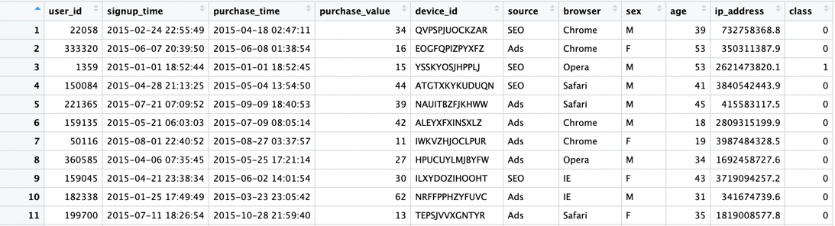 user_id signup_time purchase_time purchase_value device_id source browser sex age ip_address class
1 22058 2015-02-24 22:55:49 2015-04-18 02:47:11 34 QVPSPJUOCKZAR SEO Chrome M 39 732758368.8 0
2 333320 2015-06-07 20:39:50 2015-06-08 01:38:54 16 EOGFQPIZPYXFZ Ads Chrome F 53 350311387.9 0
3 1359 2015-01-01 18:52:44 2015-01-01 18:52:45 15 YSSKYOSJHPPLJ SEO Opera M 53 2621473820.1 1
4 150084 2015-04-28 21:13:25 2015-05-04 13:54:50 44 ATGTXKYKUDUQN SEO Safari M 41 3840542443.9 0
5 221365 2015-07-21 07:09:52 2015-09-09 18:40:53 39 NAUITBZFJKHWW Ads Safari M 45 415583117.5 0
6 159135 2015-05-21 06:03:03 2015-07-09 08:05:14 42 ALEYXFXINSXLZ Ads Chrome M 18 2809315199.9 0
7 50116 2015-08-01 22:40:52 2015-08-27 03:37:57 11 IWKVZHJOCLPUR Ads Chrome F 19 3987484328.5 0
8 360585 2015-04-06 07:35:45 2015-05-25 17:21:14 27 HPUCUYLMJBYFW Ads Opera M 34 1692458727.6 0
9 159045 2015-04-21 23:38:34 2015-06-02 14:01:54 30 ILXYDOZIHOOHT SEO IE F 43 3719094257.2 0
10 182338 2015-01-25 17:49:49 2015-03-23 23:05:42 62 NRFFPPHZYFUVC Ads IE M 31 341674739.6 0
11 199700 2015-07-11 18:26:54 2015-10-28 21:59:40 13 TEPSJVVXGNTYR Ads Safari F 35 1819008577.8 0